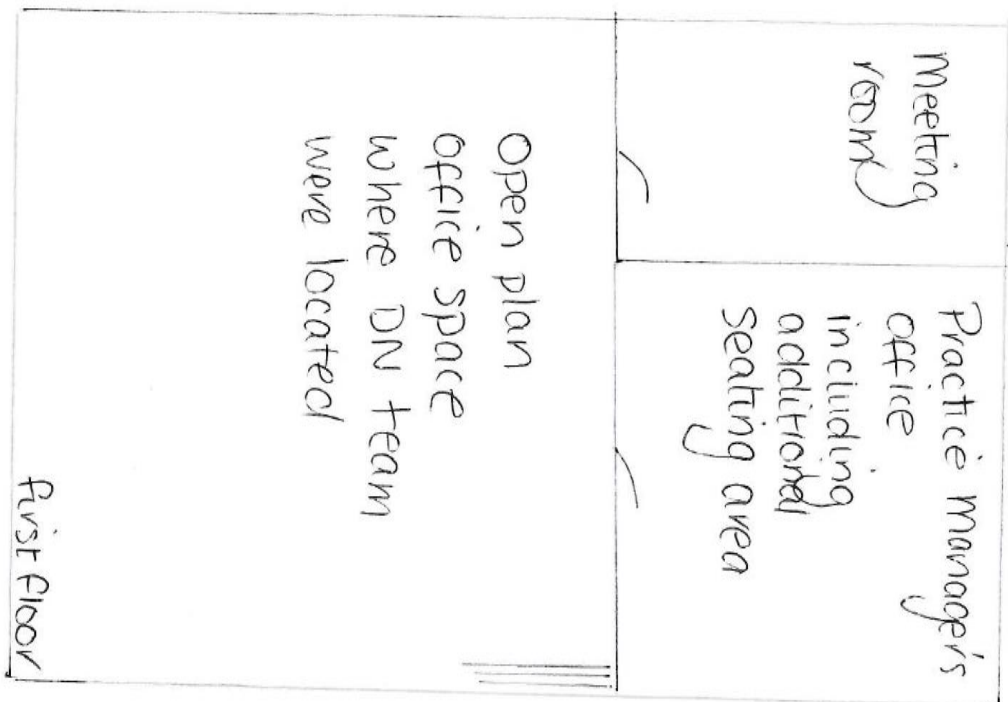 Meeting
room
Practice Manager's
office
including
additional
seating area
Open plan
office space
where DN team
were located
first floor